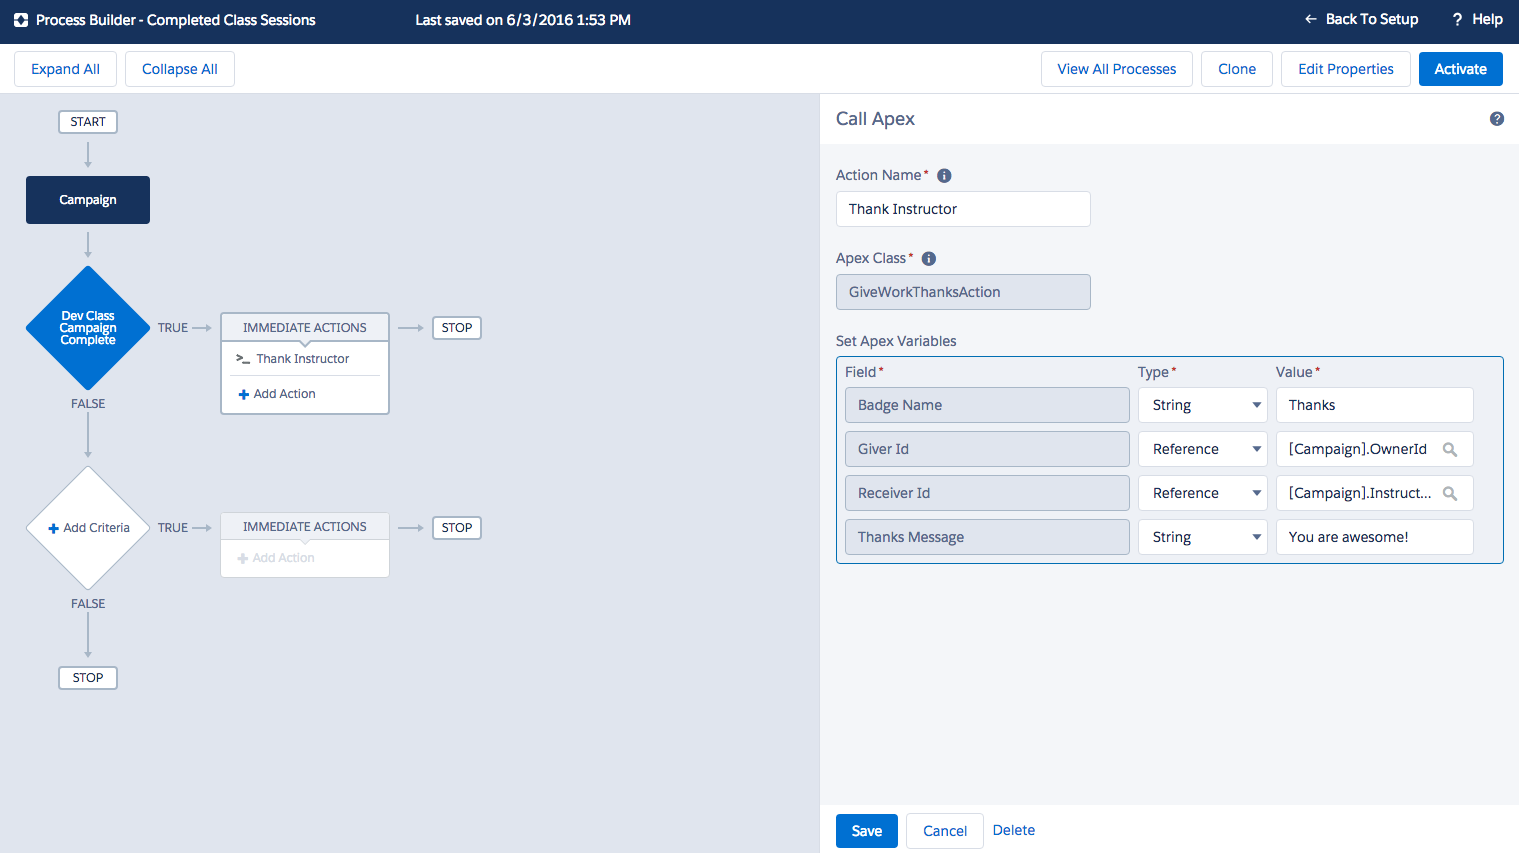 Process Builder - Completed Class Sessions
Last saved on 6/3/2016 1:53 PM
Back To Setup
? Help
Expand All
Collapse All
View All Processes
Clone
Edit Properties
Activate
START
Campaign
Dev Class
Campaign
Complete
TRUE
IMMEDIATE ACTIONS
Thank Instructor
+ Add Action
STOP
FALSE
+ Add Criteria
TRUE
IMMEDIATE ACTIONS
+ Add Action
STOP
FALSE
STOP
Call Apex
?
Action Name*
Thank Instructor
Apex Class*
GiveWorkThanksAction
Set Apex Variables
Field* Type* Value*
Badge Name String Thanks
Giver Id Reference [Campaign].OwnerId
Receiver Id Reference [Campaign].Instruct...
Thanks Message String You are awesome!
Save
Cancel
Delete